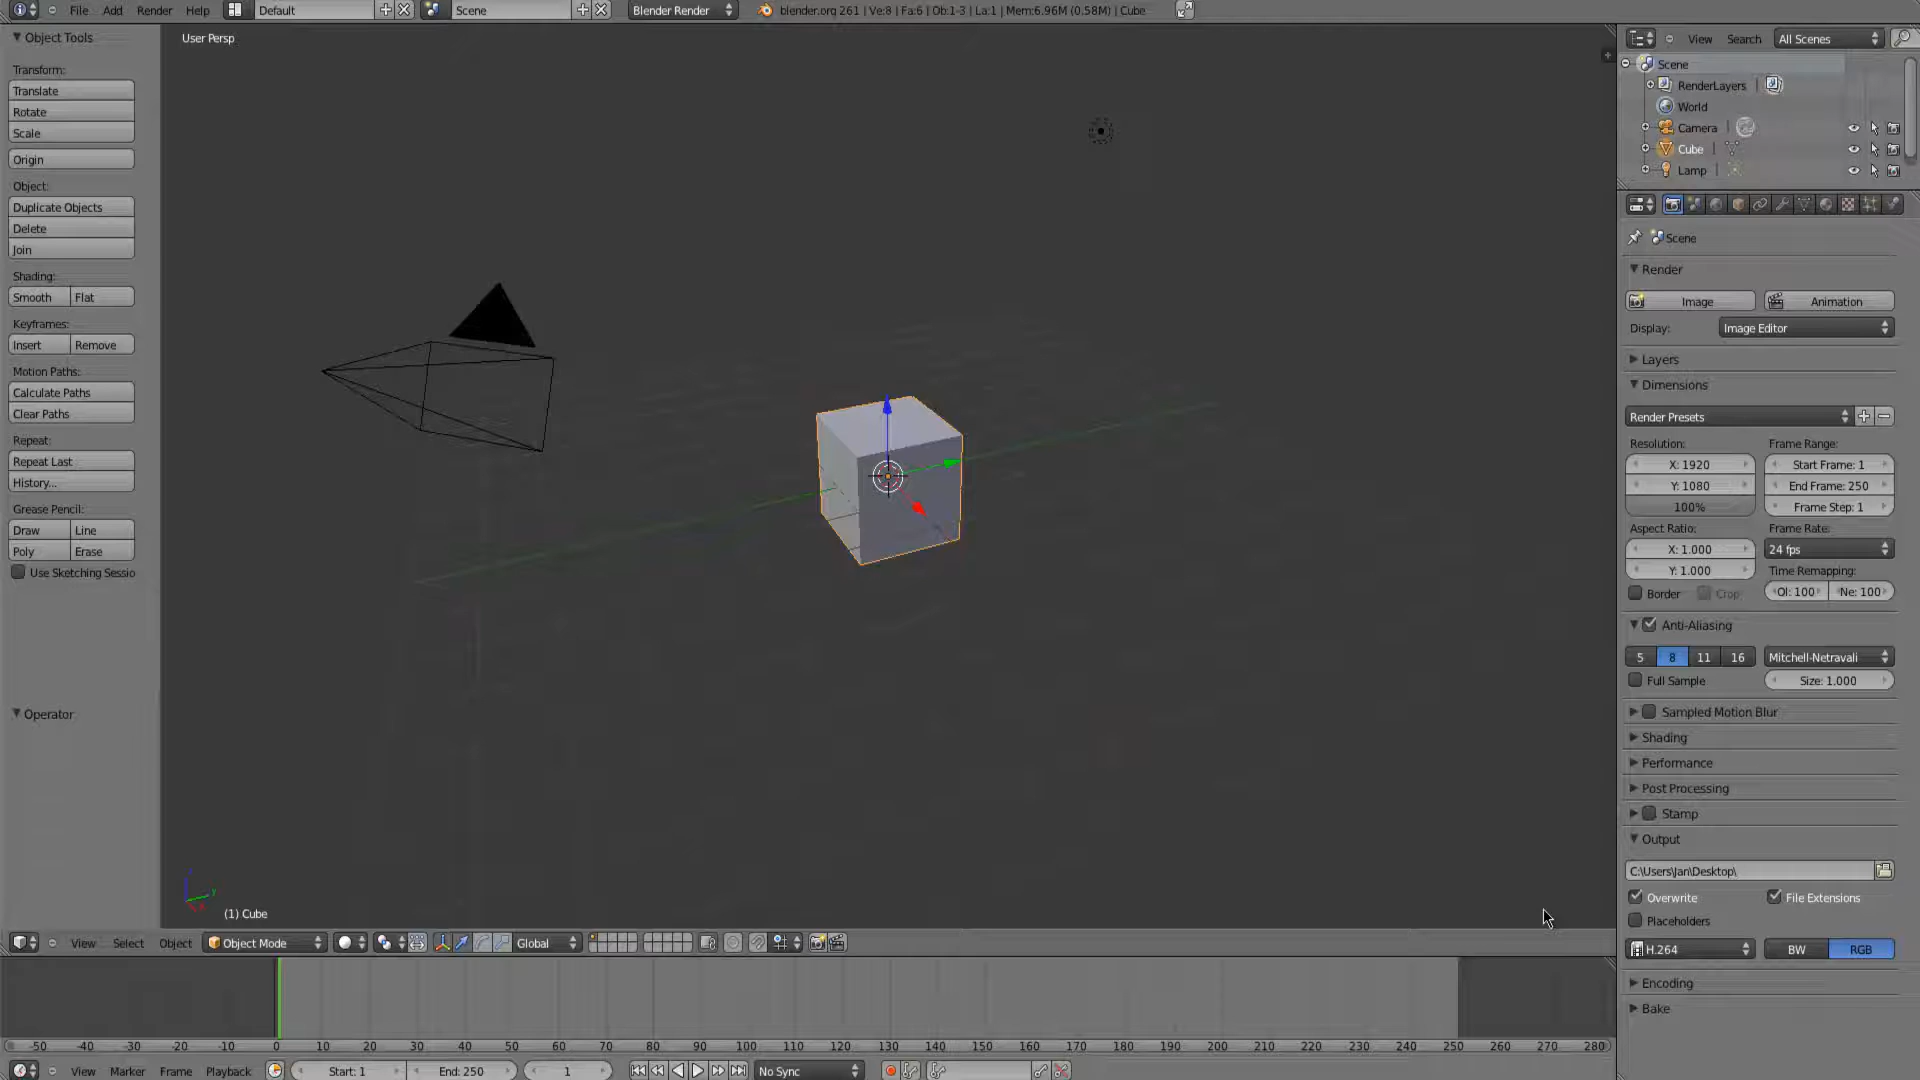 File Add Render Help Default Scene Blender Render blender.org 261 | Ve:8 | Fa:6 | Ob:1-3 | La:1 | Mem:6.96M (0.58M) | Cube
Object Tools
Transform:
Translate
Rotate
Scale
Origin
Object:
Duplicate Objects
Delete
Join
Shading:
Smooth Flat
Keyframes:
Insert Remove
Motion Paths:
Calculate Paths
Clear Paths
Repeat:
Repeat Last
History...
Grease Pencil:
Draw Line
Poly Erase
Use Sketching Sessio
Operator
User Persp
(1) Cube
View Select Object Object Mode Global
-50 -40 -30 -20 -10 0 10 20 30 40 50 60 70 80 90 100 110 120 130 140 150 160 170 180 190 200 210 220 230 240 250 260 270 280
View Marker Frame Playback Start: 1 End: 250 1 No Sync
View Search All Scenes
Scene
RenderLayers |
World
Camera |
Cube |
Lamp |
Scene
Render
Image Animation
Display: Image Editor
Layers
Dimensions
Render Presets
Resolution: Frame Range:
X: 1920 Start Frame: 1
Y: 1080 End Frame: 250
100% Frame Step: 1
Aspect Ratio: Frame Rate:
X: 1.000 24 fps
Y: 1.000 Time Remapping:
Border Crop Ol: 100 Ne: 100
Anti-Aliasing
5 8 11 16 Mitchell-Netravali
Full Sample Size: 1.000
Sampled Motion Blur
Shading
Performance
Post Processing
Stamp
Output
C:\Users\Jan\Desktop\
Overwrite File Extensions
Placeholders
H.264 BW RGB
Encoding
Bake